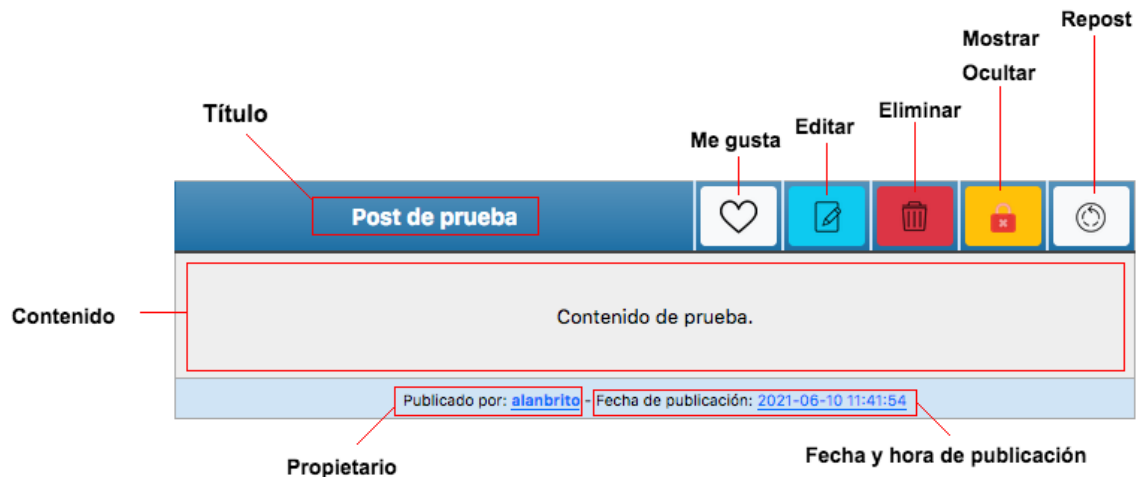 Repost
Mostrar
Ocultar
Título
Eliminar
Editar
Me gusta
Post de prueba
Contenido
Contenido de prueba.
Publicado por: alanbrito - Fecha de publicación: 2021-06-10 11:41:54
Propietario
Fecha y hora de publicación